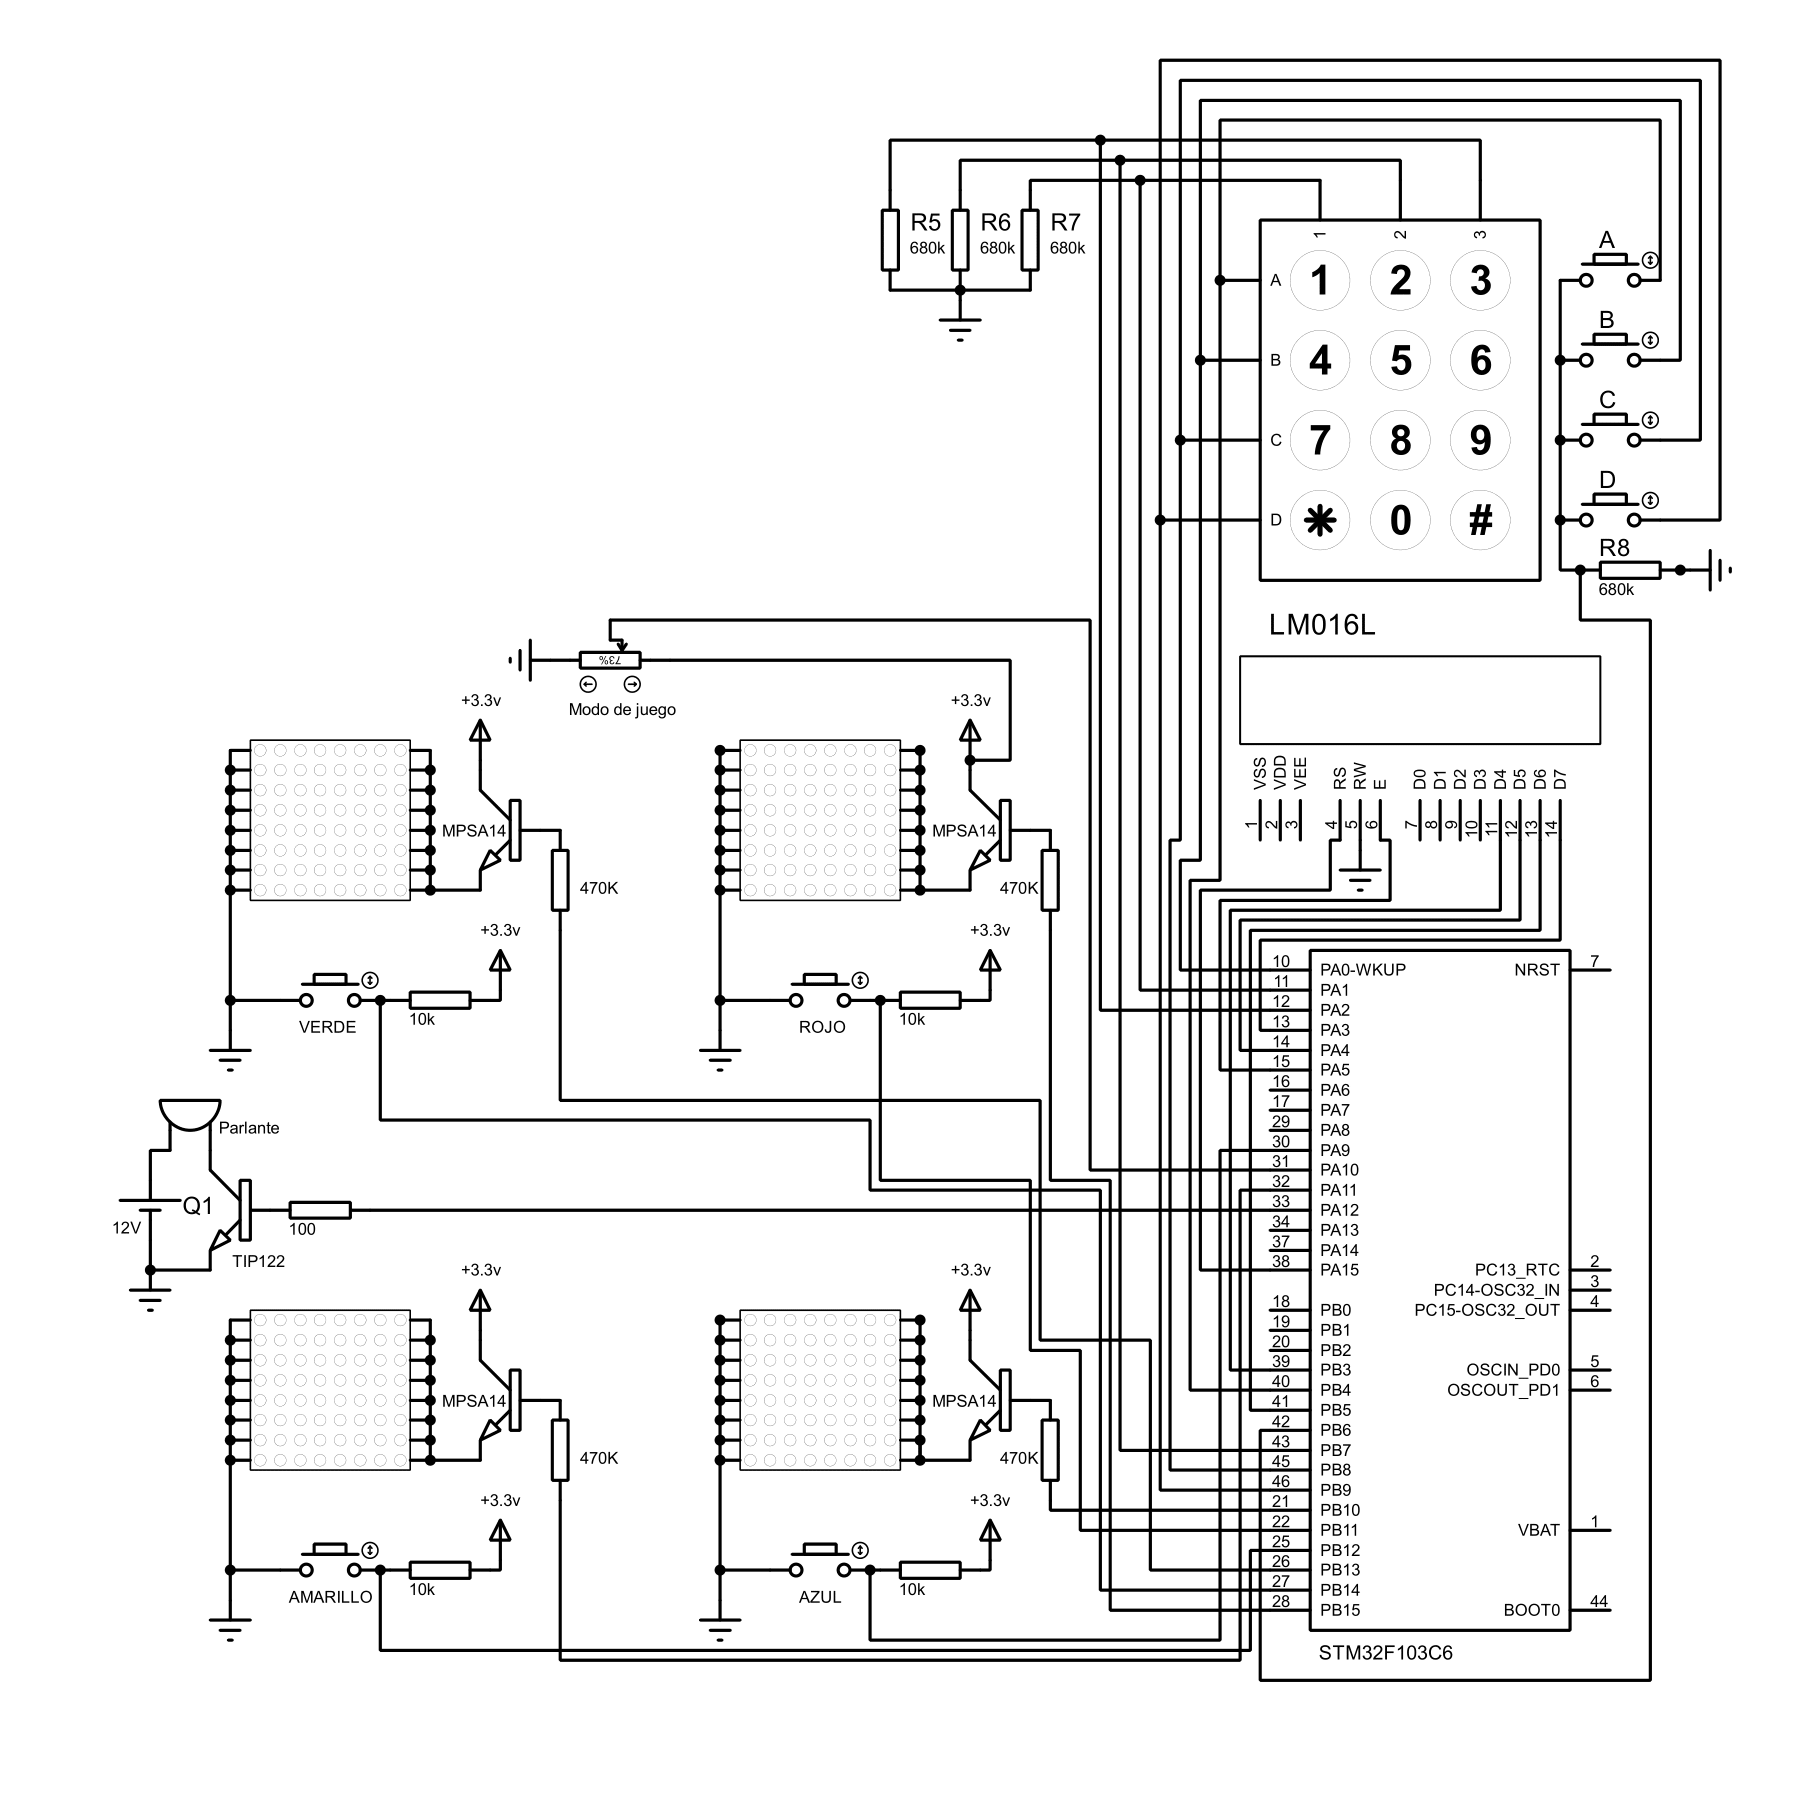 R5
680k
R6
680k
R7
680k
1
2
3
A
1
2
3
B
4
5
6
C
7
8
9
D
*
0
#
A
B
C
D
R8
680k
LM016L
VSS
VDD
VEE
RS
RW
E
D0
D1
D2
D3
D4
D5
D6
D7
1
2
3
4
5
6
7
8
9
10
11
12
13
14
73%
Modo de juego
+3.3v
+3.3v
MPSA14
MPSA14
470K
470K
+3.3v
+3.3v
10k
10k
VERDE
ROJO
Parlante
Q1
12V
100
TIP122
+3.3v
+3.3v
MPSA14
MPSA14
470K
470K
+3.3v
+3.3v
10k
10k
AMARILLO
AZUL
10 PA0-WKUP
11 PA1
12 PA2
13 PA3
14 PA4
15 PA5
16 PA6
17 PA7
29 PA8
30 PA9
31 PA10
32 PA11
33 PA12
34 PA13
37 PA14
38 PA15
18 PB0
19 PB1
20 PB2
39 PB3
40 PB4
41 PB5
42 PB6
43 PB7
45 PB8
46 PB9
21 PB10
22 PB11
25 PB12
26 PB13
27 PB14
28 PB15
NRST 7
PC13_RTC 2
PC14-OSC32_IN 3
PC15-OSC32_OUT 4
OSCIN_PD0 5
OSCOUT_PD1 6
VBAT 1
BOOT0 44
STM32F103C6